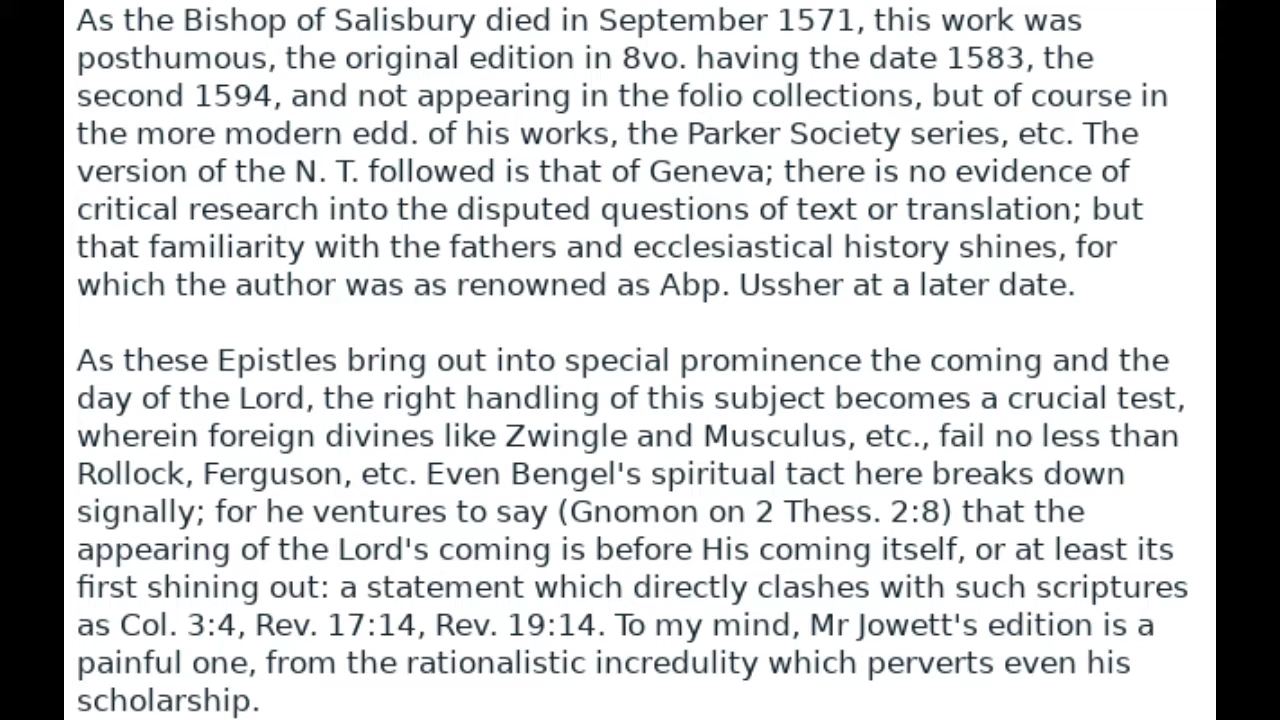 As the Bishop of Salisbury died in September 1571, this work was
posthumous, the original edition in 8vo. having the date 1583, the
second 1594, and not appearing in the folio collections, but of course in
the more modern edd. of his works, the Parker Society series, etc. The
version of the N. T. followed is that of Geneva; there is no evidence of
critical research into the disputed questions of text or translation; but
that familiarity with the fathers and ecclesiastical history shines, for
which the author was as renowned as Abp. Ussher at a later date.

As these Epistles bring out into special prominence the coming and the
day of the Lord, the right handling of this subject becomes a crucial test,
wherein foreign divines like Zwingle and Musculus, etc., fail no less than
Rollock, Ferguson, etc. Even Bengel's spiritual tact here breaks down
signally; for he ventures to say (Gnomon on 2 Thess. 2:8) that the
appearing of the Lord's coming is before His coming itself, or at least its
first shining out: a statement which directly clashes with such scriptures
as Col. 3:4, Rev. 17:14, Rev. 19:14. To my mind, Mr Jowett's edition is a
painful one, from the rationalistic incredulity which perverts even his
scholarship.